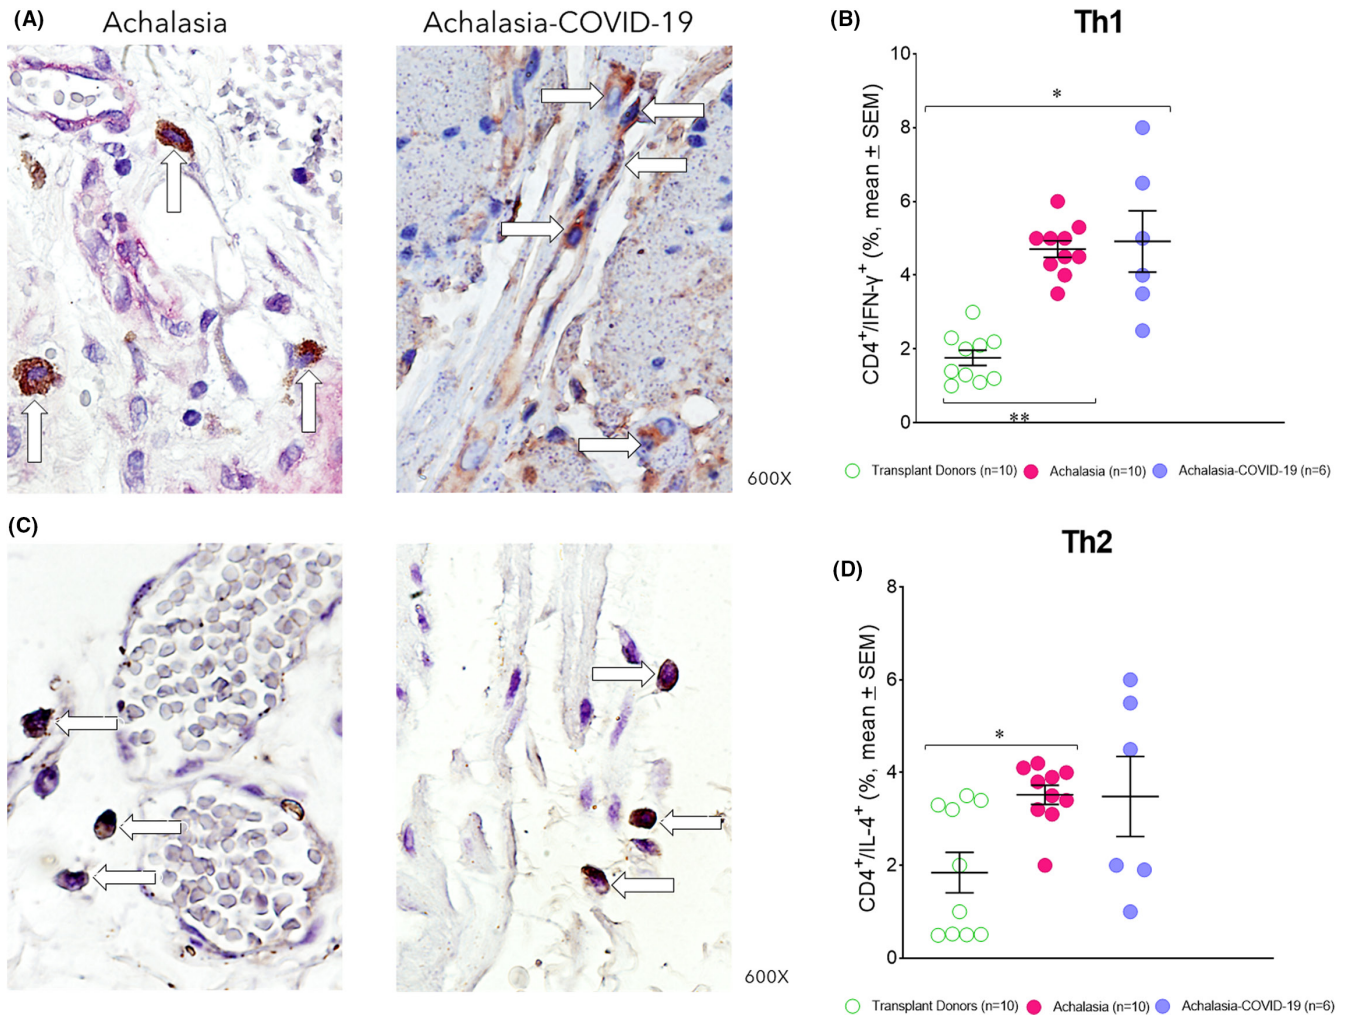 (A) Achalasia Achalasia-COVID-19
600X
(B) Th1
CD4⁺/IFN-γ⁺ (%, mean ± SEM)
10
8
6
4
2
0
*
**
Transplant Donors (n=10) Achalasia (n=10) Achalasia-COVID-19 (n=6)
(C)
600X
Th2
(D)
CD4⁺/IL-4⁺ (%, mean ± SEM)
8
6
4
2
0
*
Transplant Donors (n=10) Achalasia (n=10) Achalasia-COVID-19 (n=6)